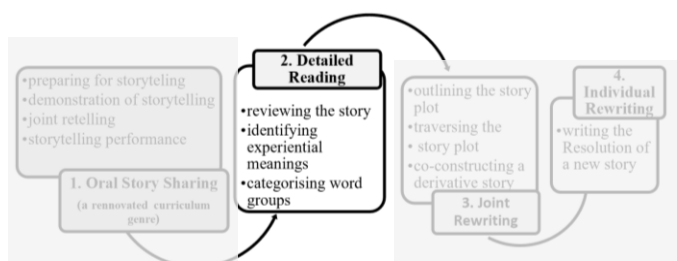 •preparing for storyteling
•demonstration of storytelling
•joint retelling
•storytelling performance
1. Oral Story Sharing
(a rennovated curriculum
genre)
2. Detailed
Reading
•reviewing the story
•identifying
experiential
meanings
•categorising word
groups
•outlining the story
plot
•traversing the
• story plot
•co-constructing a
derivative story
3. Joint
Rewriting
4.
Individual
Rewriting
•writing the
Resolution of
a new story